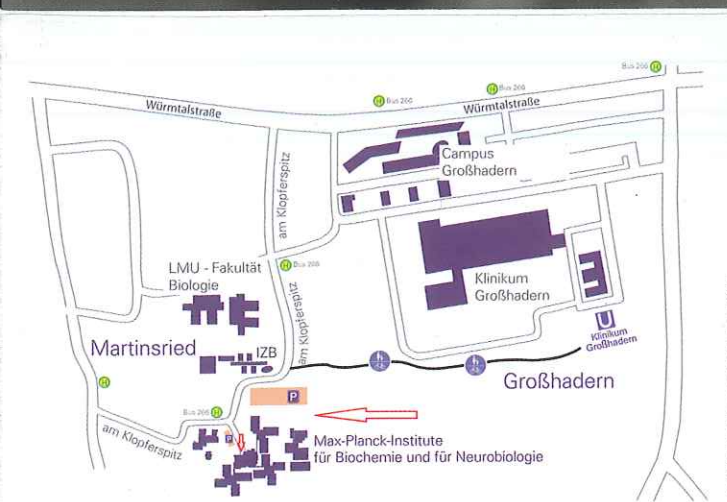 Bus 266 H
H Bus 266
H Bus 266
Würmtalstraße
Würmtalstraße
Campus
Großhadern
am Klopferspitz
H Bus 266
LMU - Fakultät
Biologie
Klinikum
Großhadern
am Klopferspitz
U
Klinikum
Großhadern
Martinsried
IZB
H
Großhadern
P
Bus 266 H
am Klopferspitz
P
Max-Planck-Institute
für Biochemie und für Neurobiologie